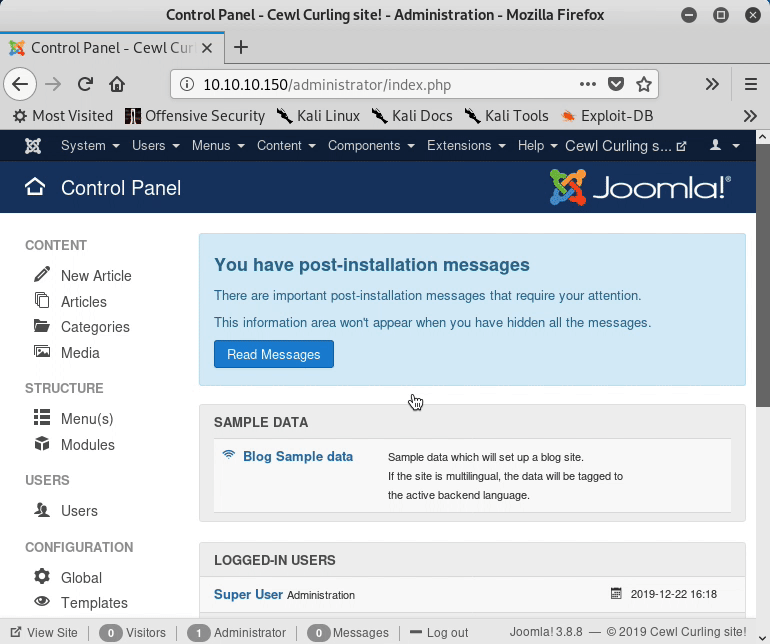 Control Panel - Cewl Curling site! - Administration - Mozilla Firefox
Control Panel - Cewl Cur
10.10.10.150/administrator/index.php
Most Visited Offensive Security Kali Linux Kali Docs Kali Tools Exploit-DB
System Users Menus Content Components Extensions Help Cewl Curling s...
Control Panel
Joomla!®
CONTENT
New Article
Articles
Categories
Media
STRUCTURE
Menu(s)
Modules
USERS
Users
CONFIGURATION
Global
Templates
You have post-installation messages
There are important post-installation messages that require your attention.
This information area won't appear when you have hidden all the messages.
Read Messages
SAMPLE DATA
Blog Sample data
Sample data which will set up a blog site.
If the site is multilingual, the data will be tagged to
the active backend language.
LOGGED-IN USERS
Super User Administration 2019-12-22 16:18
View Site 0 Visitors 1 Administrator 0 Messages Log out Joomla! 3.8.8 — © 2019 Cewl Curling site!